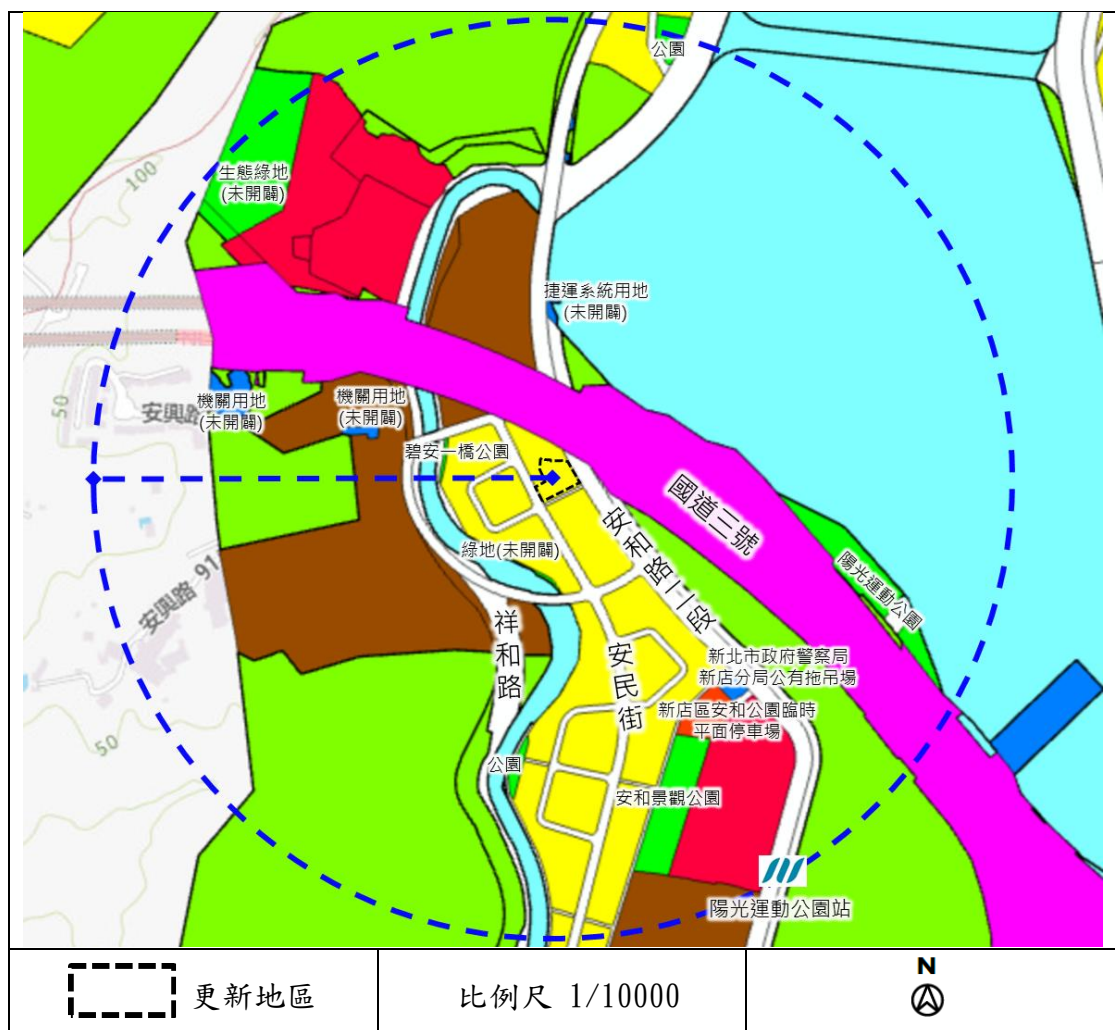 公園
生態綠地
(未開闢)
100
捷運系統用地
(未開闢)
機關用地
(未開闢)
機關用地
(未開闢)
50
安興路
碧安一橋公園
國道三號
安和路二段
綠地(未開闢)
陽光運動公園
安興路 91
祥和路
安民街
新北市政府警察局
新店分局公有拖吊場
新店區安和公園臨時
平面停車場
50
公園
安和景觀公園
陽光運動公園站
更新地區
比例尺 1/10000
N